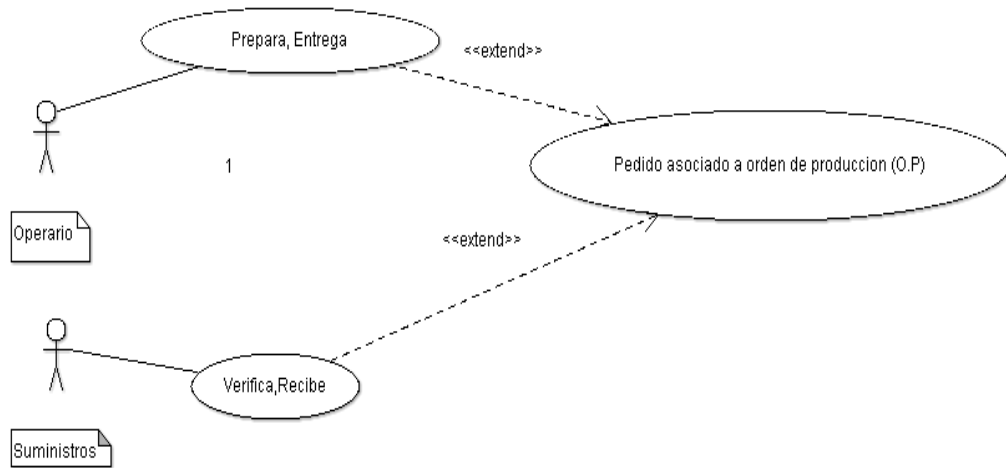 Prepara, Entrega
<<extend>>
Pedido asociado a orden de produccion (O.P)
1
Operario
<<extend>>
Verifica,Recibe
Suministros